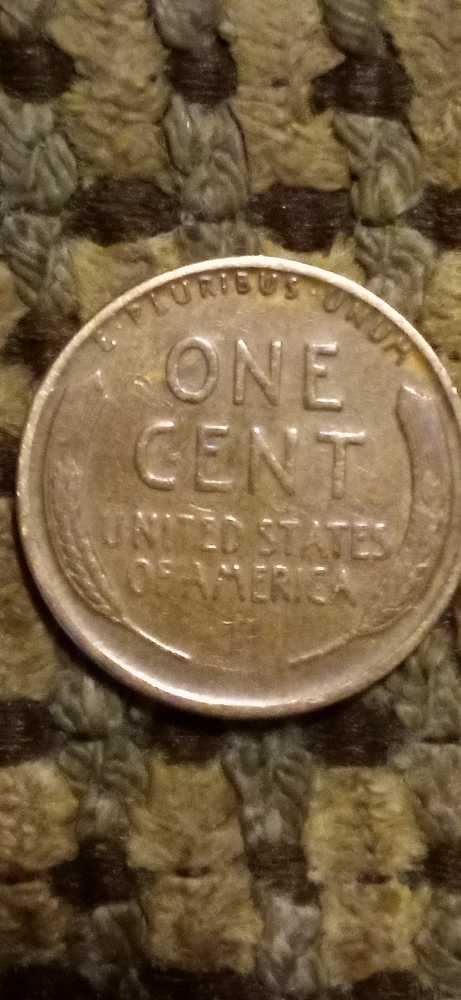 E · PLURIBUS · UNUM
ONE
CENT
UNITED STATES
OF AMERICA